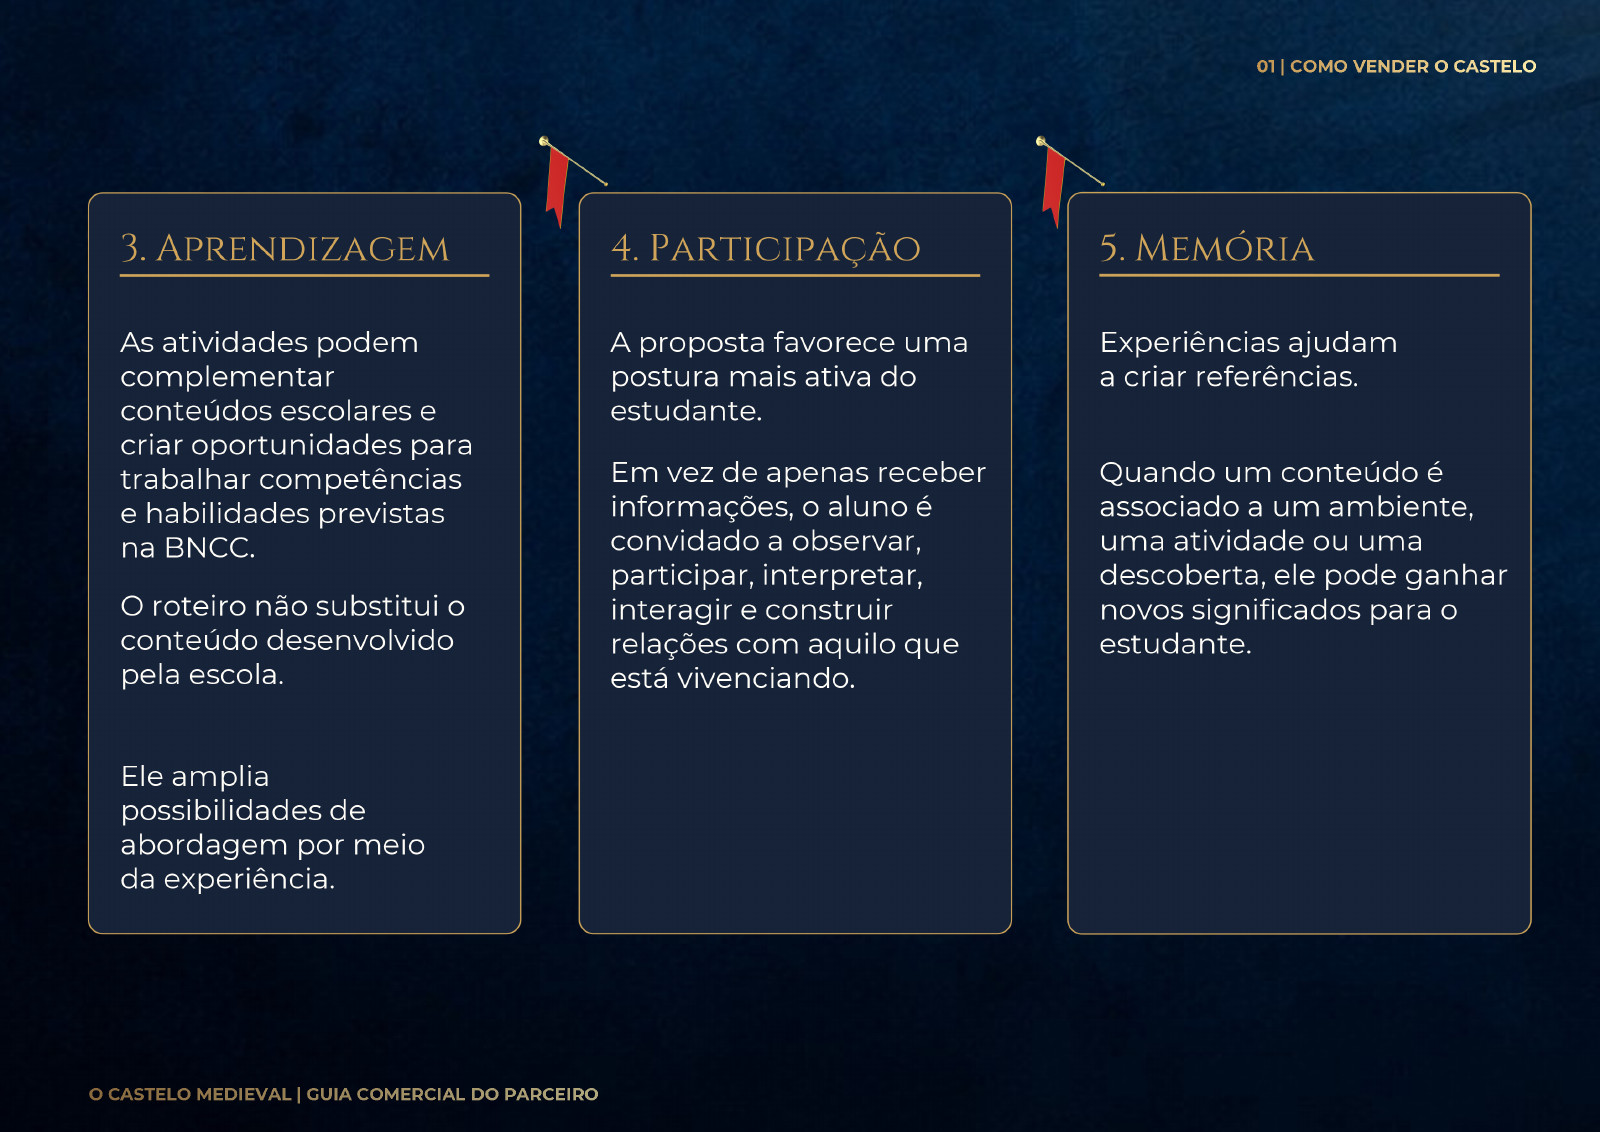 01 | COMO VENDER O CASTELO
3. Aprendizagem
As atividades podem
complementar
conteúdos escolares e
criar oportunidades para
trabalhar competências
e habilidades previstas
na BNCC.
O roteiro não substitui o
conteúdo desenvolvido
pela escola.
Ele amplia
possibilidades de
abordagem por meio
da experiência.
4. Participação
A proposta favorece uma
postura mais ativa do
estudante.
Em vez de apenas receber
informações, o aluno é
convidado a observar,
participar, interpretar,
interagir e construir
relações com aquilo que
está vivenciando.
5. Memória
Experiências ajudam
a criar referências.
Quando um conteúdo é
associado a um ambiente,
uma atividade ou uma
descoberta, ele pode ganhar
novos significados para o
estudante.
O CASTELO MEDIEVAL | GUIA COMERCIAL DO PARCEIRO